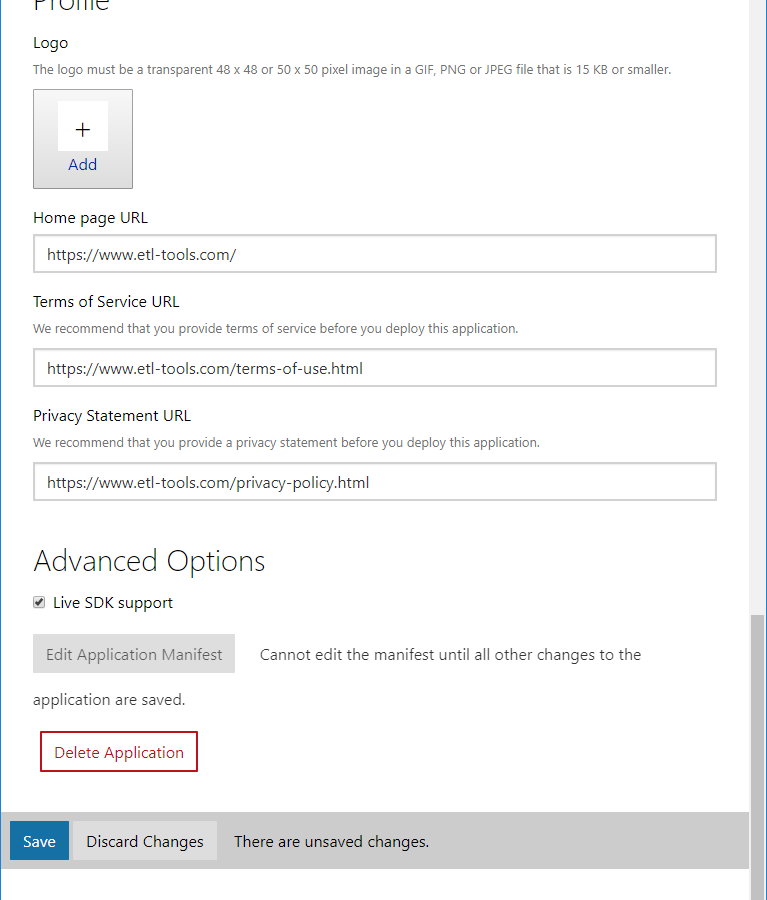 Profile
Logo
The logo must be a transparent 48 x 48 or 50 x 50 pixel image in a GIF, PNG or JPEG file that is 15 KB or smaller.
+
Add
Home page URL
https://www.etl-tools.com/
Terms of Service URL
We recommend that you provide terms of service before you deploy this application.
https://www.etl-tools.com/terms-of-use.html
Privacy Statement URL
We recommend that you provide a privacy statement before you deploy this application.
https://www.etl-tools.com/privacy-policy.html
Advanced Options
Live SDK support
Edit Application Manifest Cannot edit the manifest until all other changes to the
application are saved.
Delete Application
Save Discard Changes There are unsaved changes.